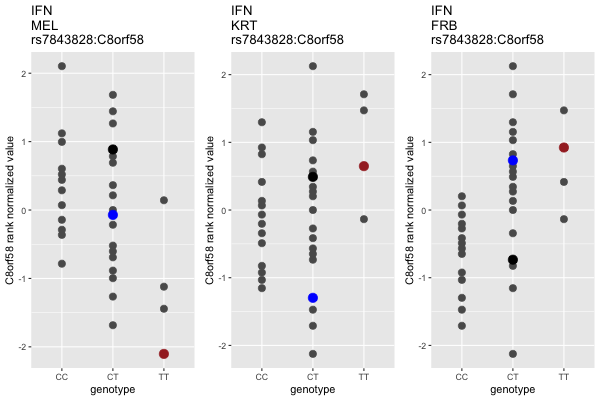 IFN
MEL
rs7843828:C8orf58
C8orf58 rank normalized value
2
1
0
-1
-2
CC CT TT
genotype
IFN
KRT
rs7843828:C8orf58
C8orf58 rank normalized value
2
1
0
-1
-2
CC CT TT
genotype
IFN
FRB
rs7843828:C8orf58
C8orf58 rank normalized value
2
1
0
-1
-2
CC CT TT
genotype